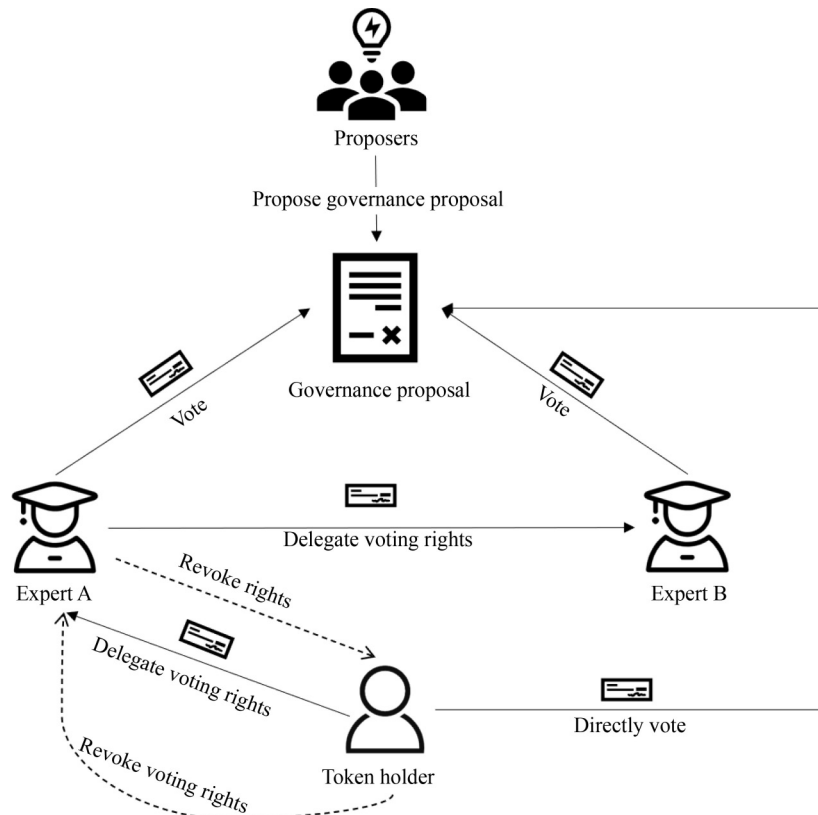 Proposers
Propose governance proposal
Governance proposal
Vote
Vote
Delegate voting rights
Expert A
Expert B
Revoke rights
Delegate voting rights
Directly vote
Revoke voting rights
Token holder